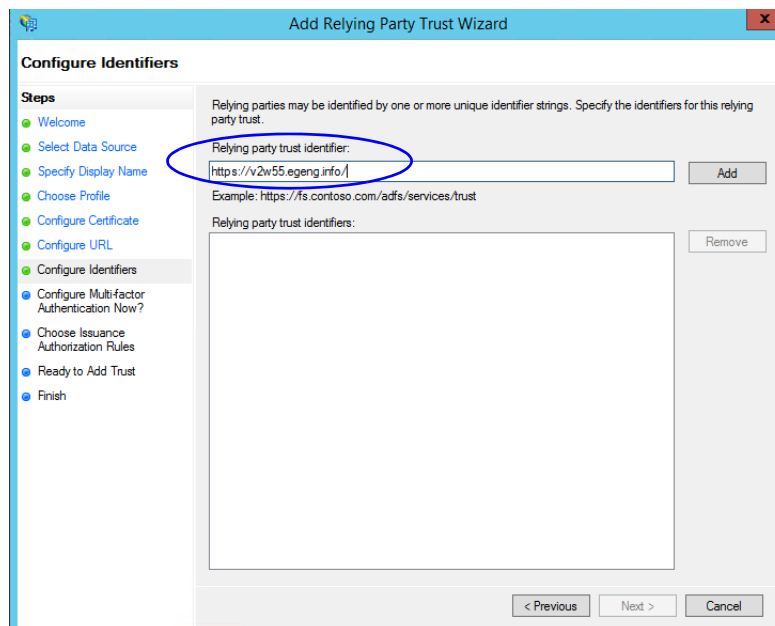 Add Relying Party Trust Wizard
x
Configure Identifiers
Steps
Welcome
Select Data Source
Specify Display Name
Choose Profile
Configure Certificate
Configure URL
Configure Identifiers
Configure Multi-factor
Authentication Now?
Choose Issuance
Authorization Rules
Ready to Add Trust
Finish
Relying parties may be identified by one or more unique identifier strings. Specify the identifiers for this relying
party trust.
Relying party trust identifier:
https://v2w55.egeng.info/
Add
Example: https://fs.contoso.com/adfs/services/trust
Relying party trust identifiers:
Remove
< Previous
Next >
Cancel